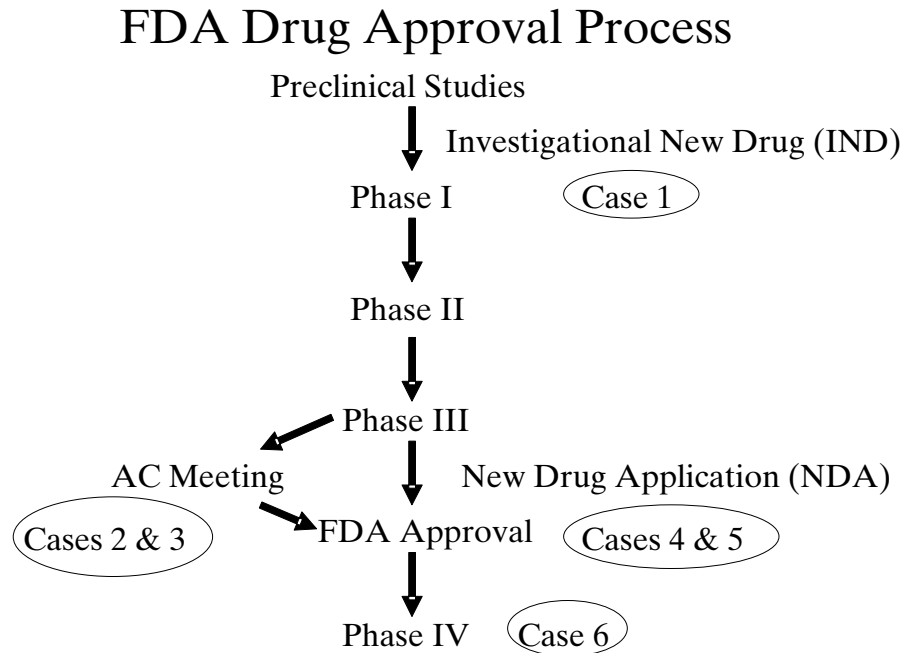 FDA Drug Approval Process
Preclinical Studies
Investigational New Drug (IND)
Phase I
Case 1
Phase II
Phase III
AC Meeting
New Drug Application (NDA)
Cases 2 & 3
FDA Approval
Cases 4 & 5
Phase IV
Case 6